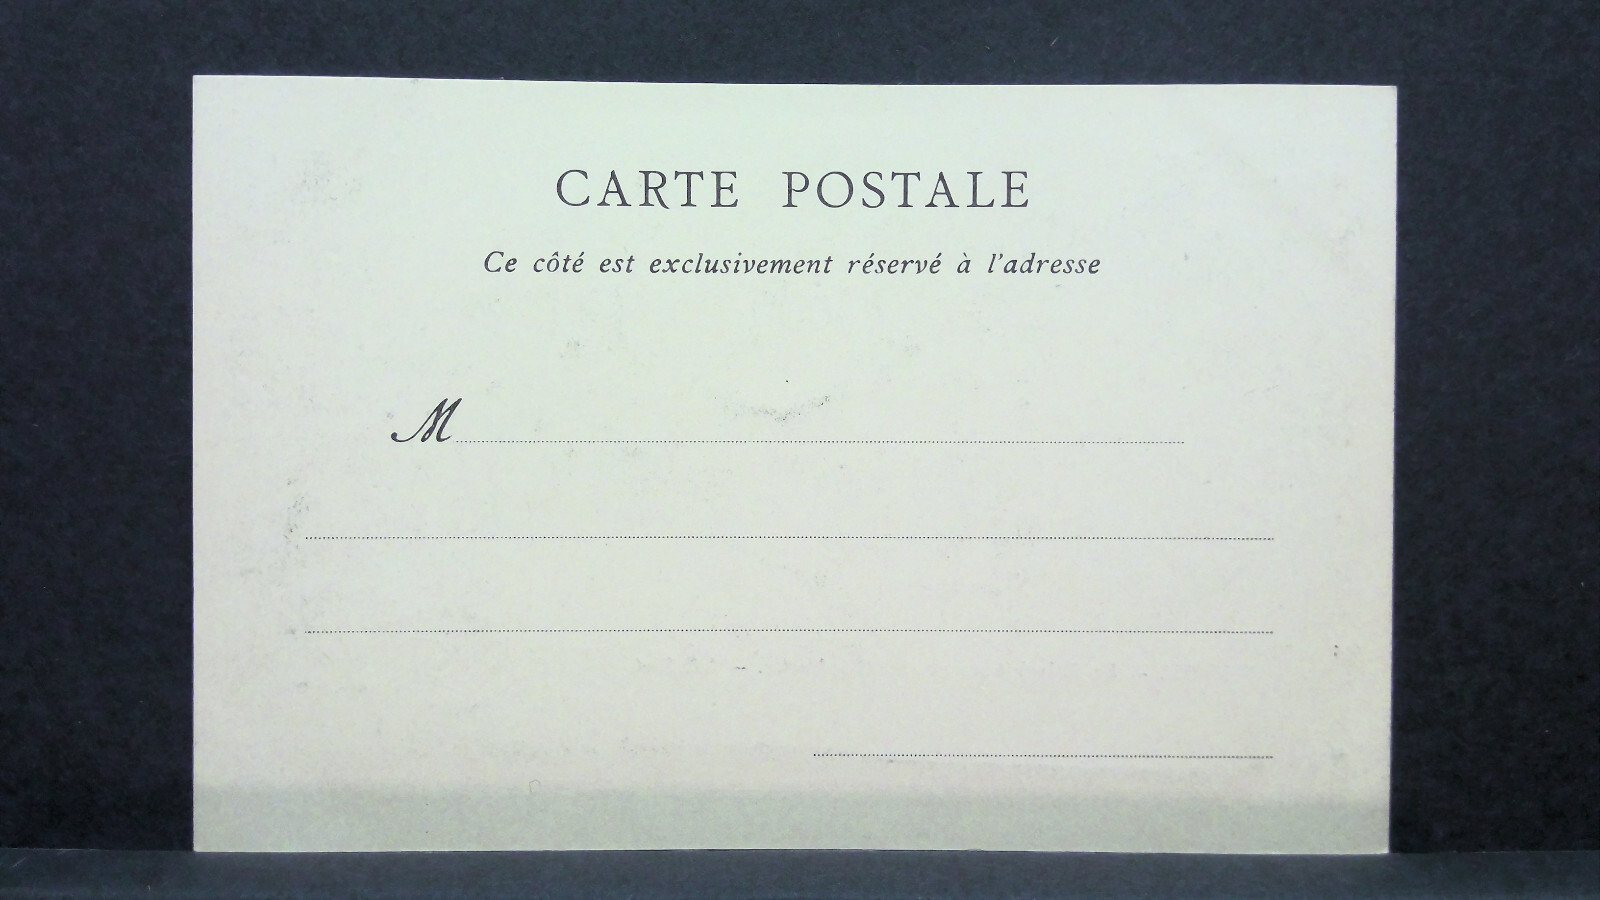 CARTE POSTALE
Ce côté est exclusivement réservé à l'adresse
M